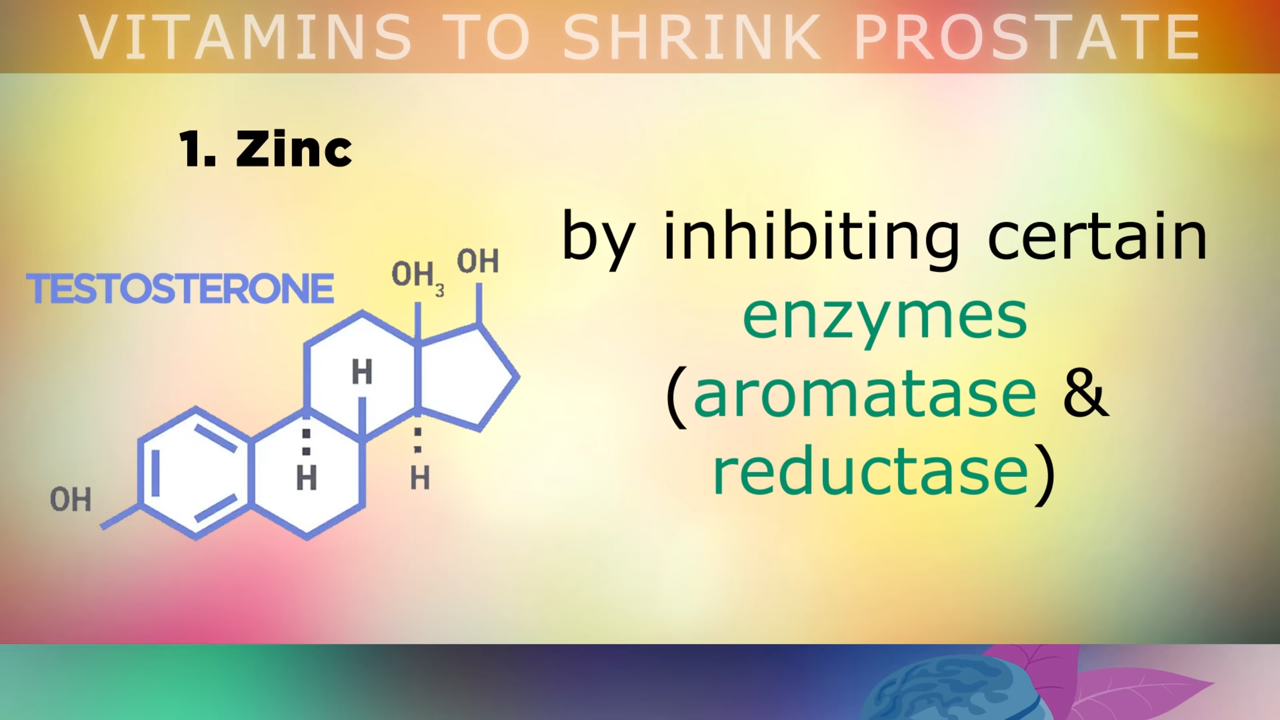 VITAMINS TO SHRINK PROSTATE
1. Zinc
TESTOSTERONE
OH₃
OH
H
H
H
OH
by inhibiting certain
enzymes
(aromatase &
reductase)